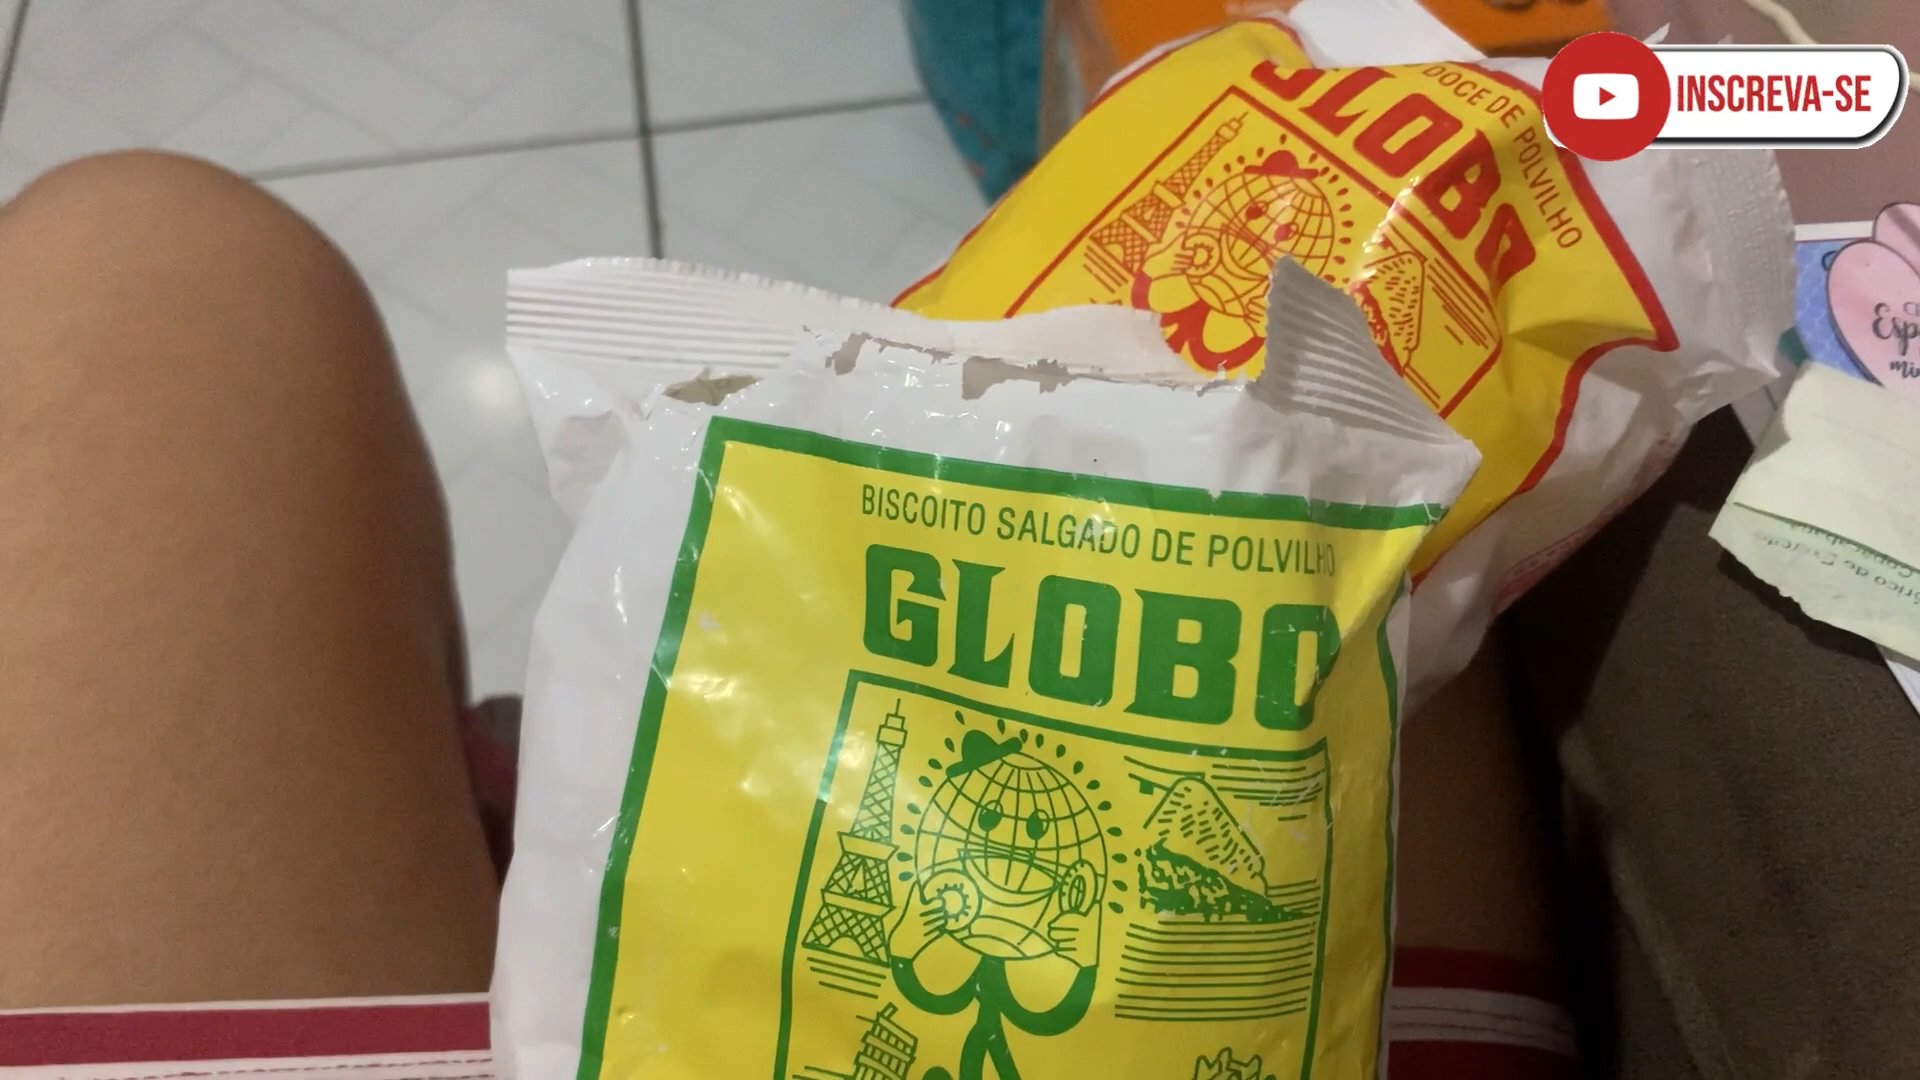 INSCREVA-SE
DOCE DE POLVILHO
GLOBO
BISCOITO SALGADO DE POLVILHO
GLOBO